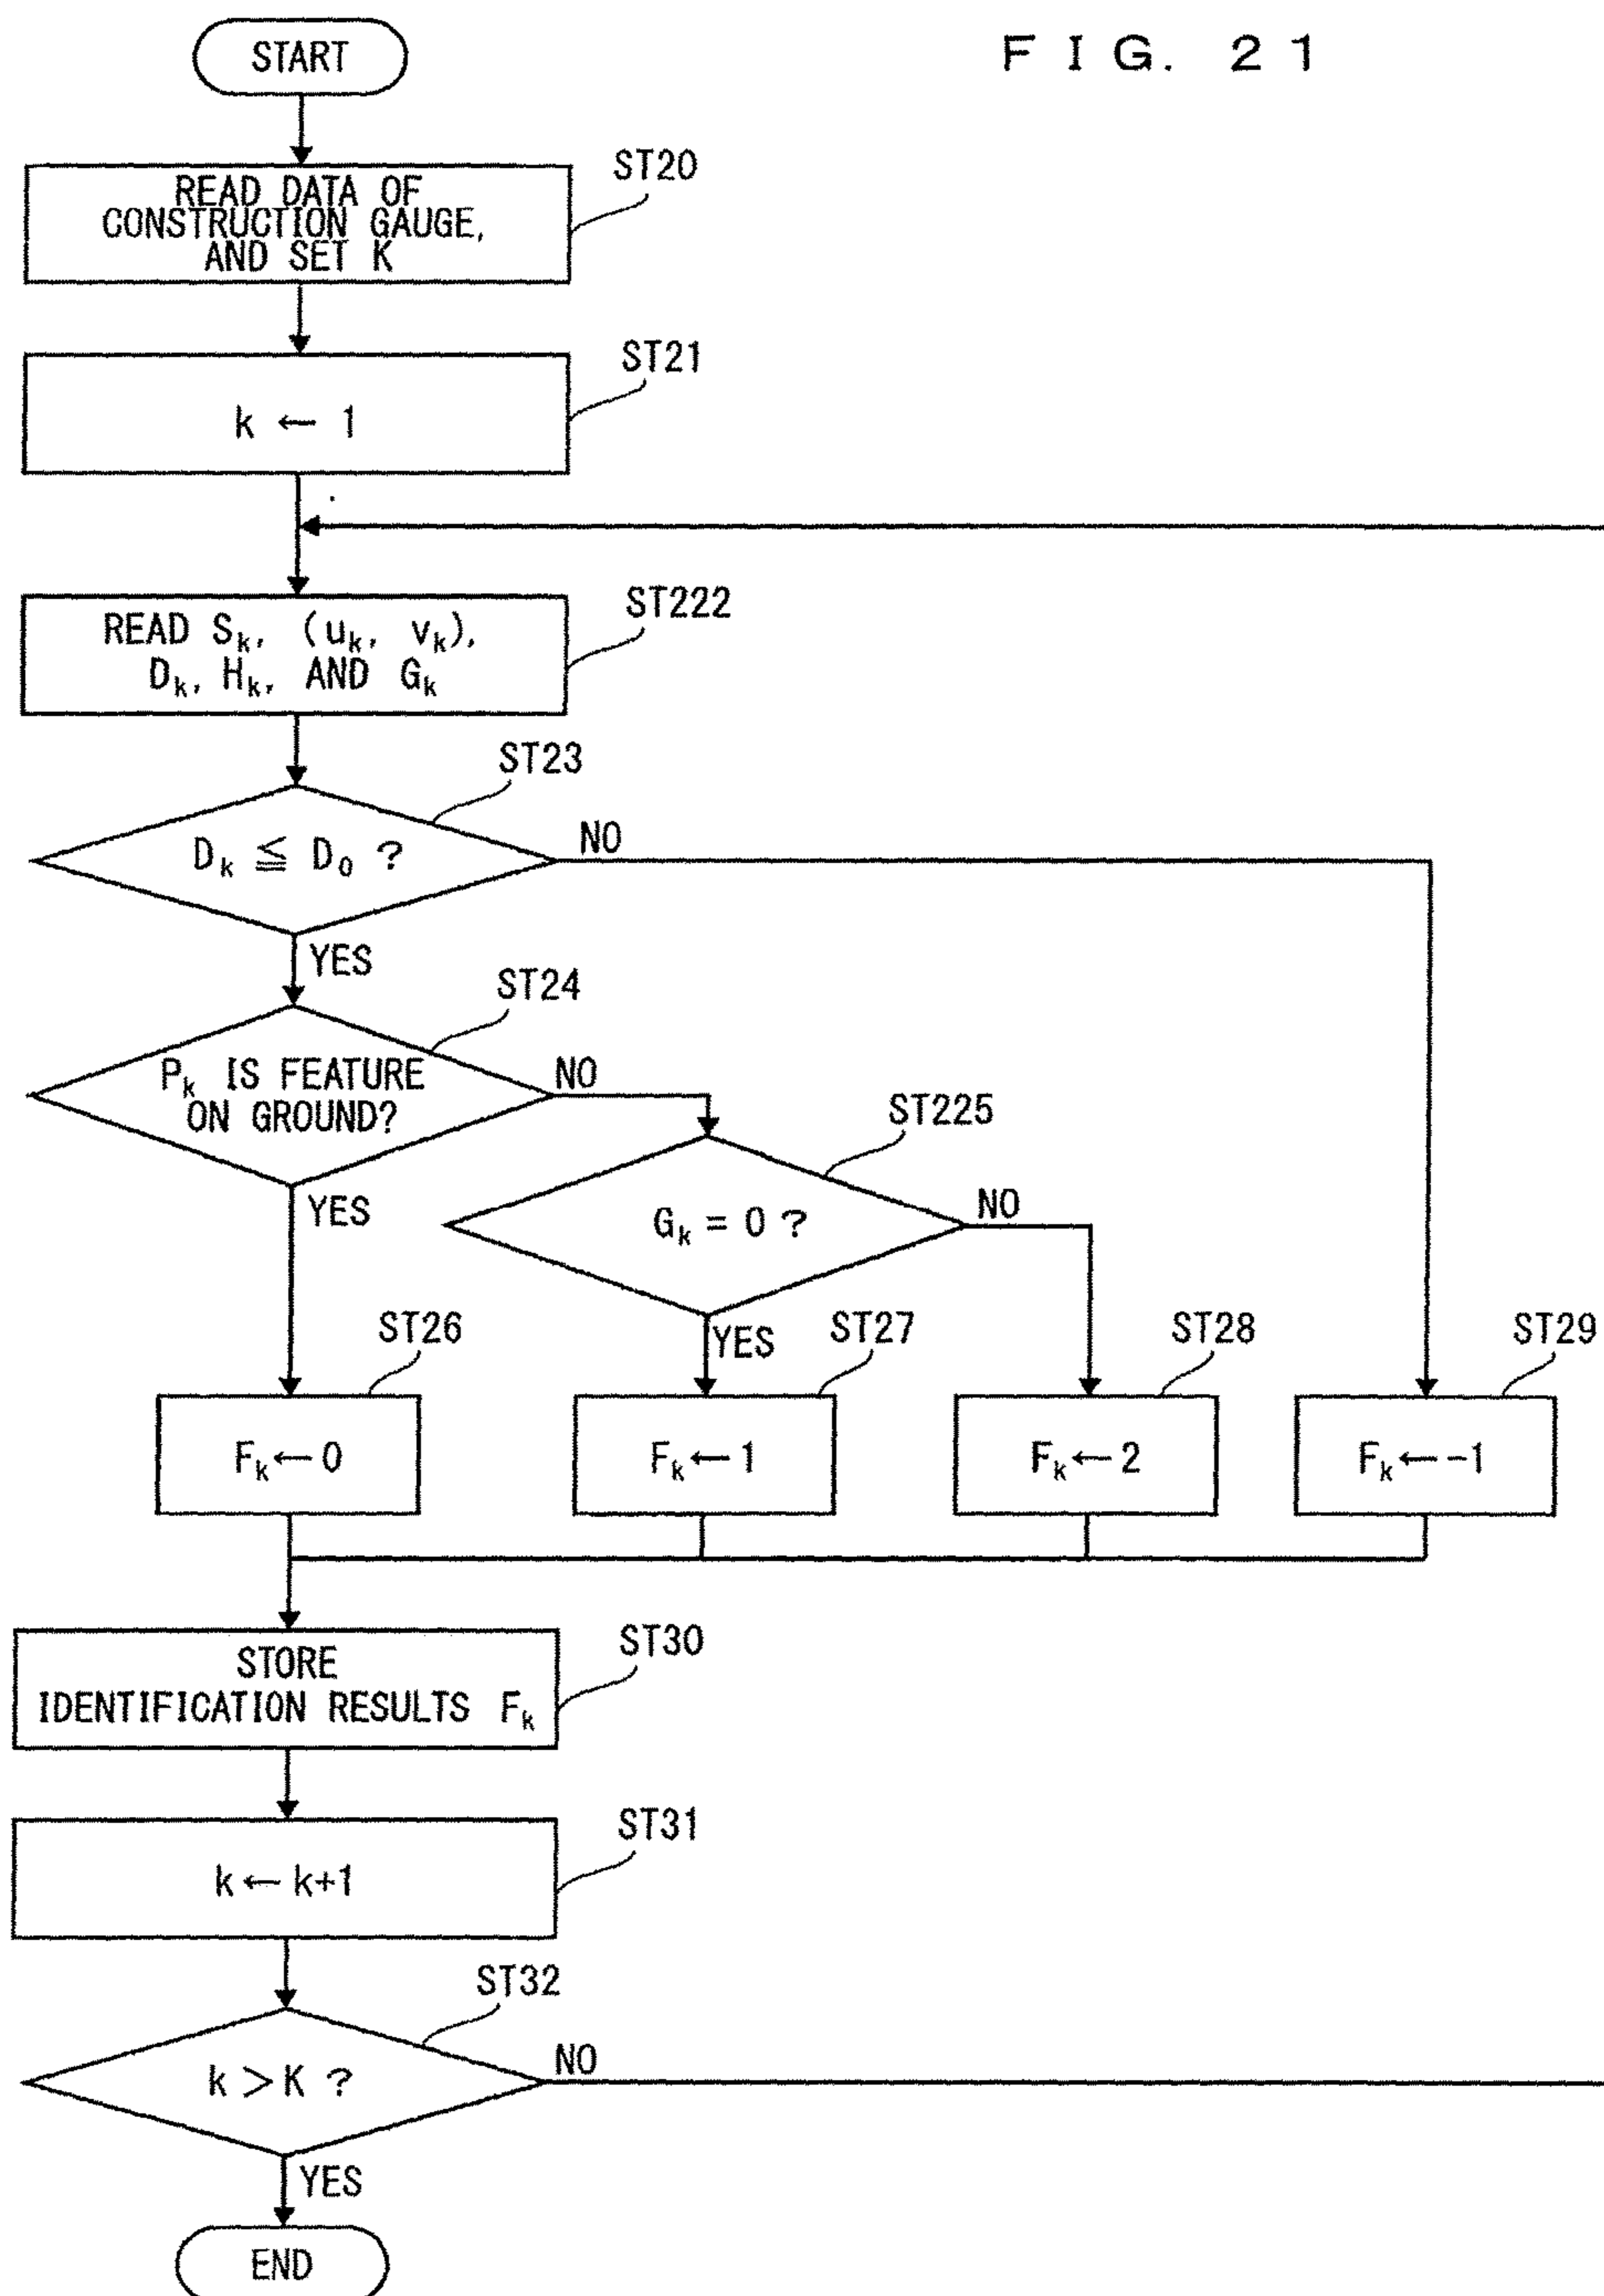 F I G. 2 1
START
ST20
READ DATA OF
CONSTRUCTION GAUGE,
AND SET K
ST21
k ← 1
ST222
READ Sk, (uk, vk),
Dk, Hk, AND Gk
ST23
Dk ≦ D0 ?
NO
YES
ST24
Pk IS FEATURE
ON GROUND?
NO
YES
ST225
Gk = 0 ?
NO
YES
ST26
Fk ← 0
ST27
Fk ← 1
ST28
Fk ← 2
ST29
Fk ← -1
ST30
STORE
IDENTIFICATION RESULTS Fk
ST31
k ← k+1
ST32
k > K ?
NO
YES
END